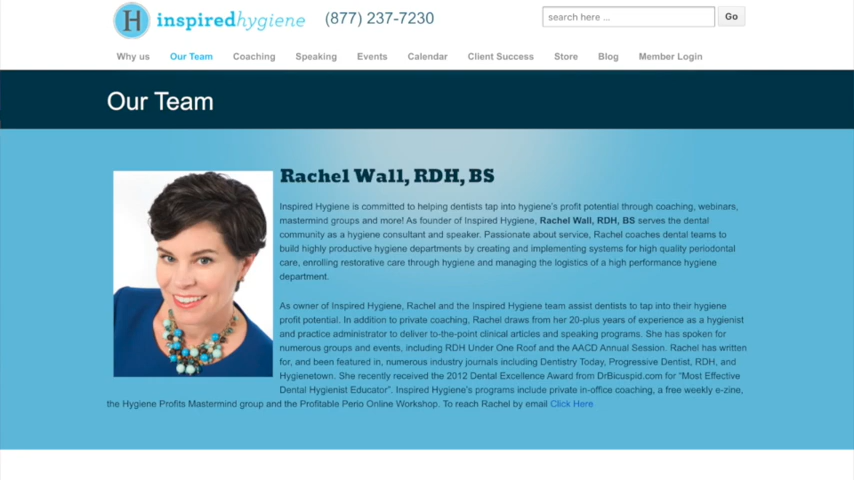 H inspiredhygiene (877) 237-7230 search here ... Go
Why us Our Team Coaching Speaking Events Calendar Client Success Store Blog Member Login
Our Team
Rachel Wall, RDH, BS
Inspired Hygiene is committed to helping dentists tap into hygiene's profit potential through coaching, webinars,
mastermind groups and more! As founder of Inspired Hygiene, Rachel Wall, RDH, BS serves the dental
community as a hygiene consultant and speaker. Passionate about service, Rachel coaches dental teams to
build highly productive hygiene departments by creating and implementing systems for high quality periodontal
care, enrolling restorative care through hygiene and managing the logistics of a high performance hygiene
department.
As owner of Inspired Hygiene, Rachel and the Inspired Hygiene team assist dentists to tap into their hygiene
profit potential. In addition to private coaching, Rachel draws from her 20-plus years of experience as a hygienist
and practice administrator to deliver to-the-point clinical articles and speaking programs. She has spoken for
numerous groups and events, including RDH Under One Roof and the AACD Annual Session. Rachel has written
for, and been featured in, numerous industry journals including Dentistry Today, Progressive Dentist, RDH, and
Hygienetown. She recently received the 2012 Dental Excellence Award from DrBicuspid.com for "Most Effective
Dental Hygienist Educator". Inspired Hygiene's programs include private in-office coaching, a free weekly e-zine,
the Hygiene Profits Mastermind group and the Profitable Perio Online Workshop. To reach Rachel by email Click Here